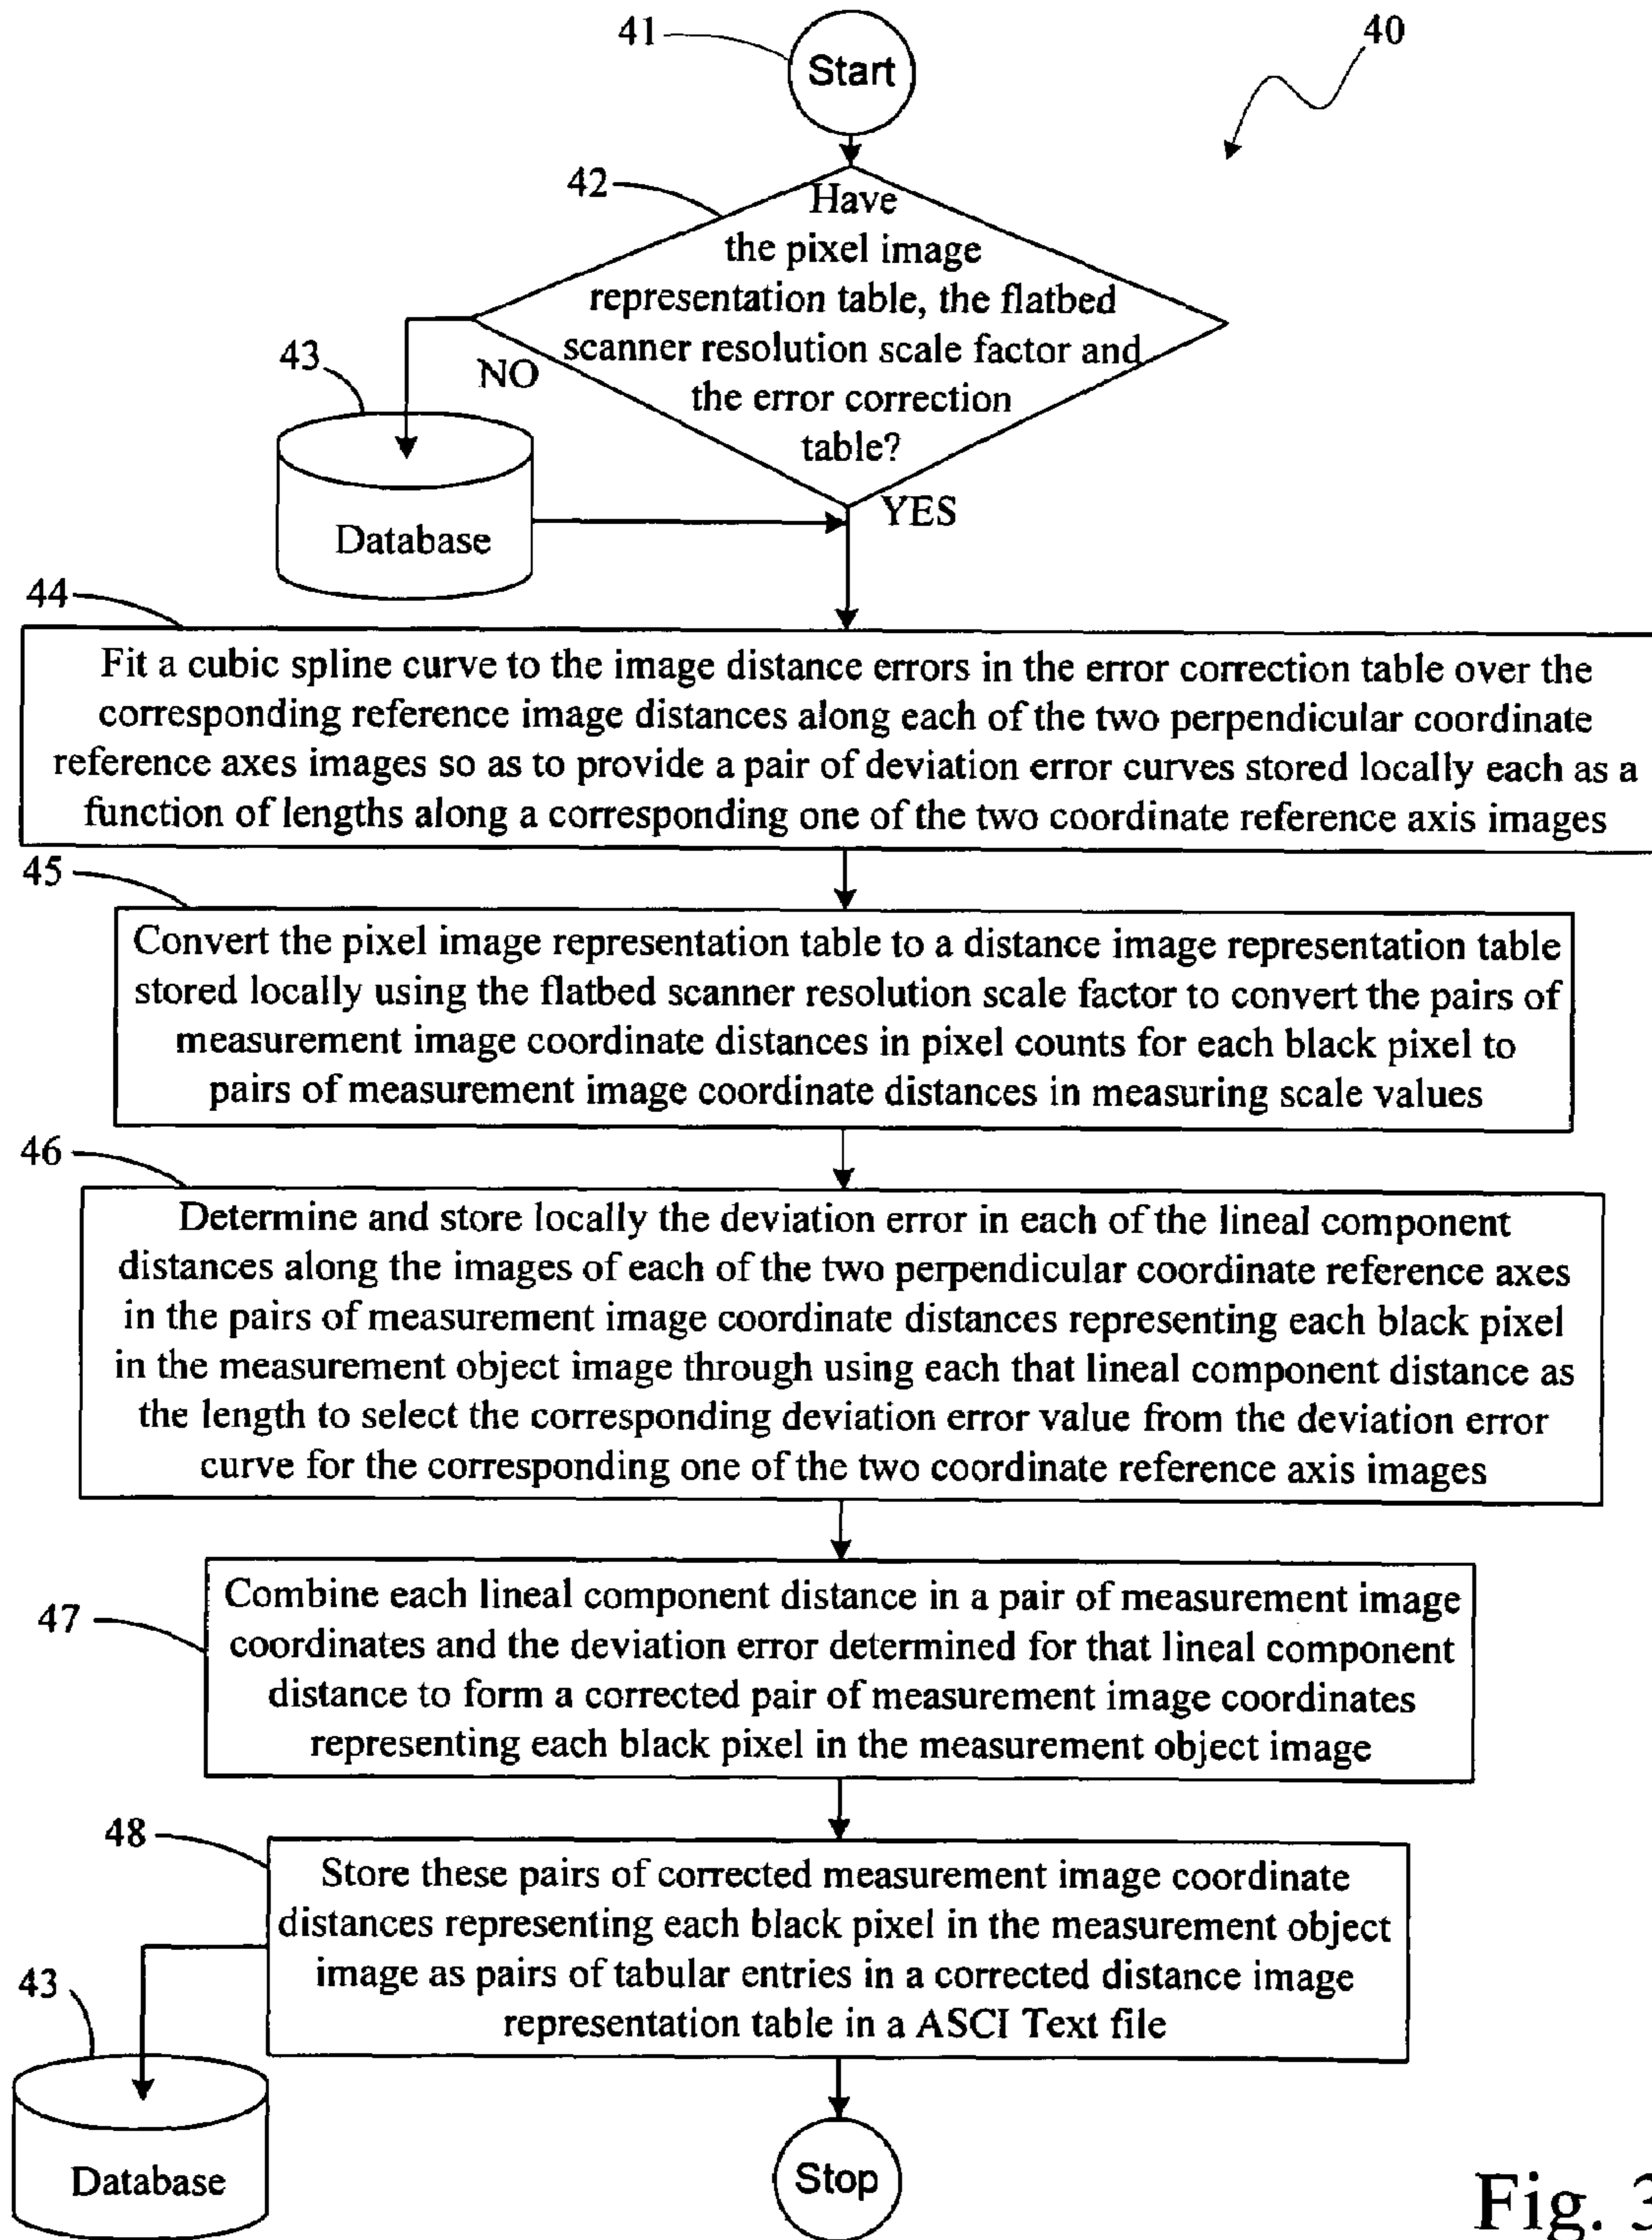 41
40
Start
42
Have
the pixel image
representation table, the flatbed
scanner resolution scale factor and
the error correction
table?
43
NO
YES
Database
44
Fit a cubic spline curve to the image distance errors in the error correction table over the
corresponding reference image distances along each of the two perpendicular coordinate
reference axes images so as to provide a pair of deviation error curves stored locally each as a
function of lengths along a corresponding one of the two coordinate reference axis images
45
Convert the pixel image representation table to a distance image representation table
stored locally using the flatbed scanner resolution scale factor to convert the pairs of
measurement image coordinate distances in pixel counts for each black pixel to
pairs of measurement image coordinate distances in measuring scale values
46
Determine and store locally the deviation error in each of the lineal component
distances along the images of each of the two perpendicular coordinate reference axes
in the pairs of measurement image coordinate distances representing each black pixel
in the measurement object image through using each that lineal component distance as
the length to select the corresponding deviation error value from the deviation error
curve for the corresponding one of the two coordinate reference axis images
47
Combine each lineal component distance in a pair of measurement image
coordinates and the deviation error determined for that lineal component
distance to form a corrected pair of measurement image coordinates
representing each black pixel in the measurement object image
48
Store these pairs of corrected measurement image coordinate
distances representing each black pixel in the measurement object
image as pairs of tabular entries in a corrected distance image
representation table in a ASCI Text file
43
Database
Stop
Fig. 3